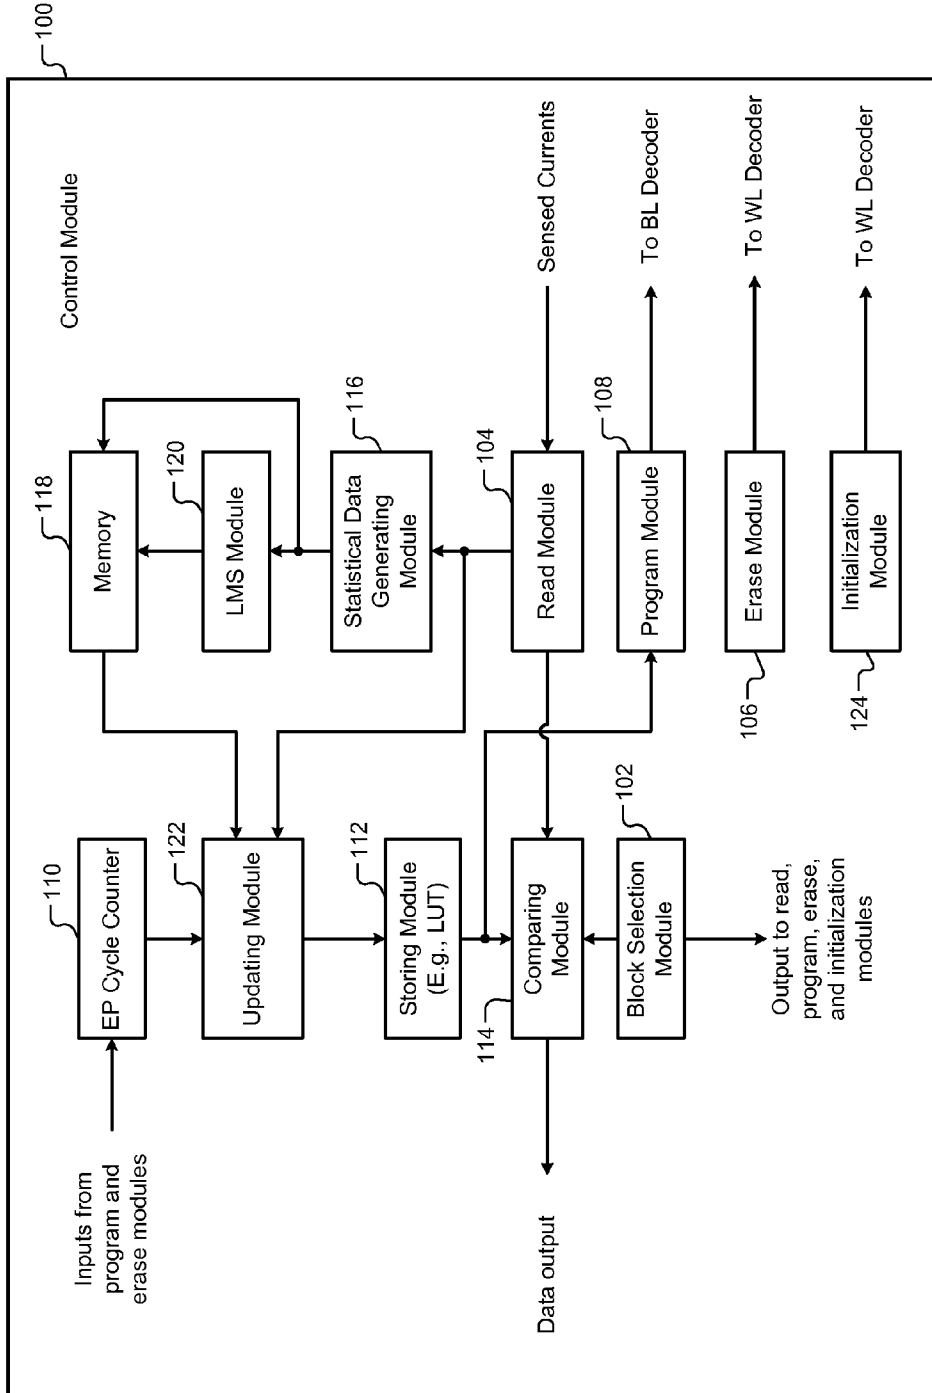 100
Control Module
Inputs from
program and
erase modules
110
EP Cycle Counter
118
Memory
122
Updating Module
120
LMS Module
112
Storing Module
(E.g., LUT)
116
Statistical Data
Generating
Module
Data output
114
Comparing
Module
104
Read Module
Sensed Currents
102
Block Selection
Module
108
Program Module
To BL Decoder
Output to read,
program, erase,
and initialization
modules
106
Erase Module
To WL Decoder
124
Initialization
Module
To WL Decoder